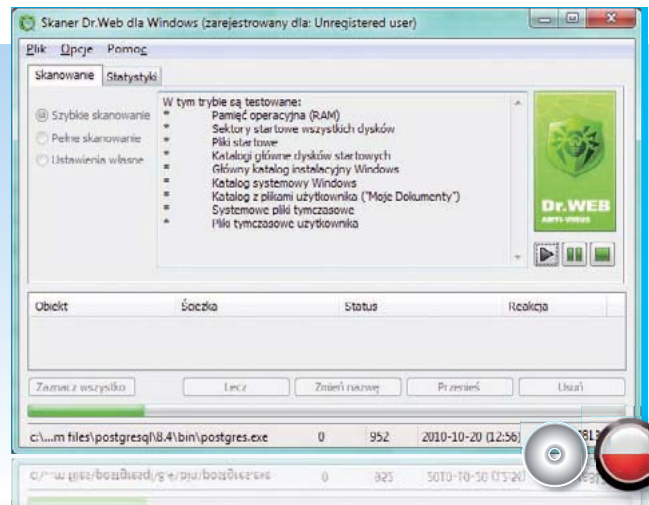 Skaner Dr.Web dla Windows (zarejestrowany dla: Unregistered user)
Plik Opcje Pomoc
Skanowanie Statystyki
Szybkie skanowanie
Pełne skanowanie
Ustawienia własne
W tym trybie są testowane:
* Pamięć operacyjna (RAM)
* Sektory startowe wszystkich dysków
* Pliki startowe
* Katalogi główne dysków startowych
* Główny katalog instalacyjny Windows
* Katalog systemowy Windows
* Katalog z plikami użytkownika ("Moje Dokumenty")
* Systemowe pliki tymczasowe
* Pliki tymczasowe użytkownika
Dr.WEB
ANTI-VIRUS
Obiekt Ścieżka Status Reakcja
Zaznacz wszystko Lecz Zmień nazwę Przenieś Usuń
c:\...m files\postgresql\8.4\bin\postgres.exe 0 952 2010-10-20 (12:56)